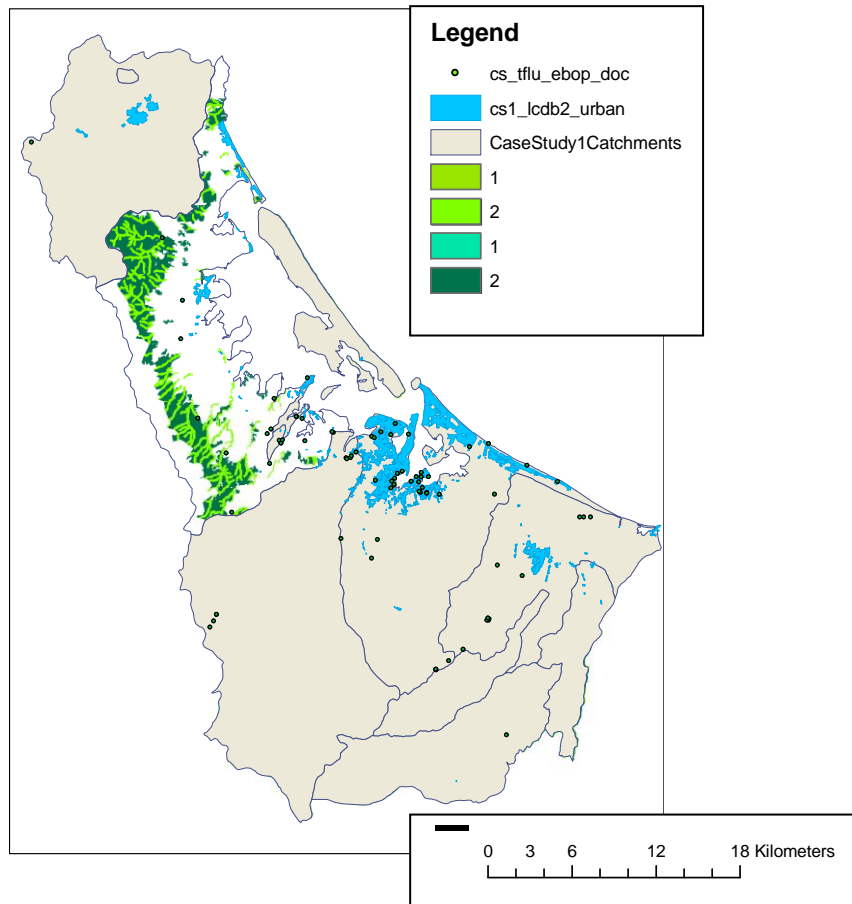 Legend
cs_tflu_ebop_doc
cs1_lcdb2_urban
CaseStudy1Catchments
1
2
1
2
0 3 6 12 18 Kilometers